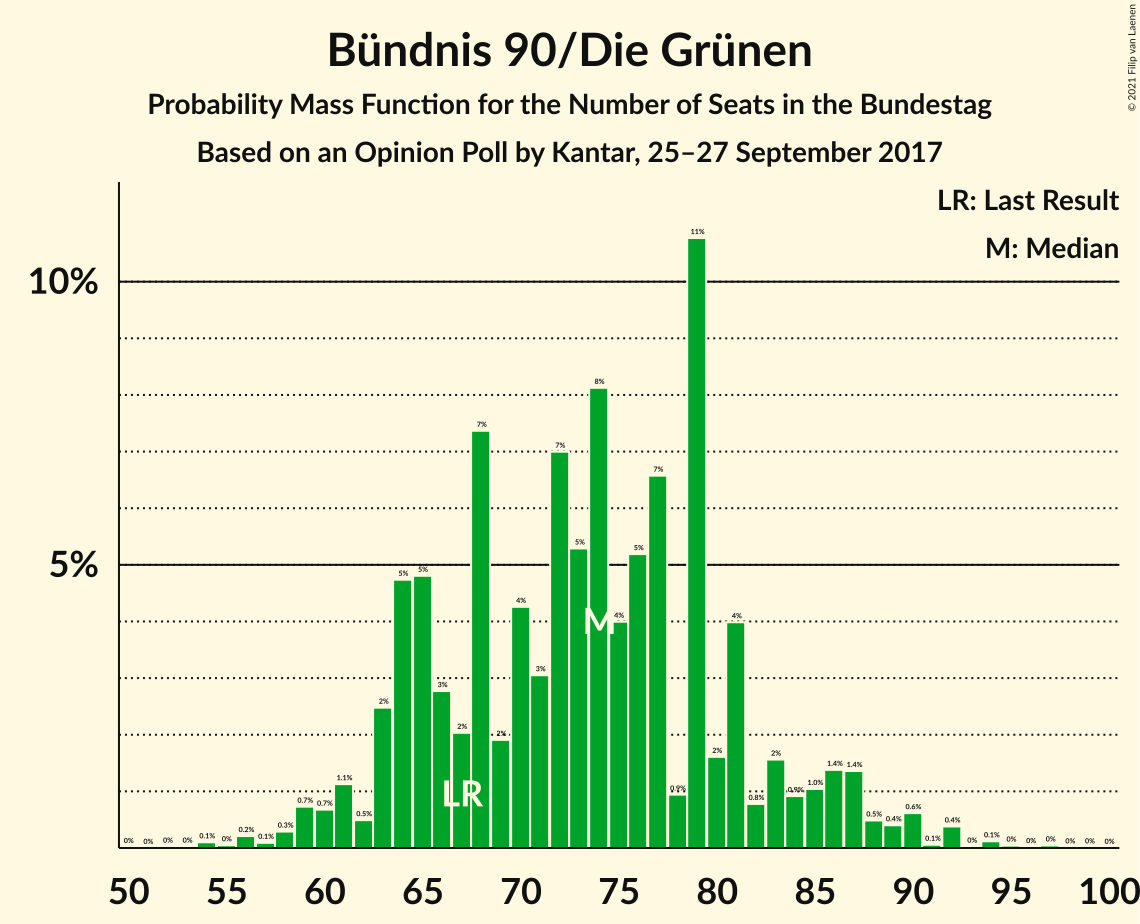 Bündnis 90/Die Grünen
Probability Mass Function for the Number of Seats in the Bundestag
Based on an Opinion Poll by Kantar, 25–27 September 2017
© 2021 Filip van Laenen
LR: Last Result
M: Median
10%
5%
0% 0% 0% 0% 0.1% 0% 0.2% 0.1% 0.3% 0.7% 0.7% 1.1% 0.5% 2% 5% 5% 3% 2% 7% 2% 4% 3% 7% 5% 8% 4% 5% 7% 0.9% 11% 2% 4% 0.8% 2% 0.9% 1.0% 1.4% 1.4% 0.5% 0.4% 0.6% 0.1% 0.4% 0% 0.1% 0% 0% 0% 0% 0% 0%
M
LR
50 55 60 65 70 75 80 85 90 95 100